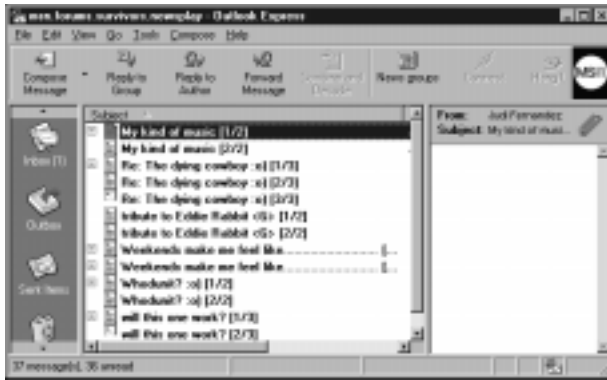 msn.forums.survivors.newsplay - Outlook Express
File Edit View Go Tools Compose Help
Compose Message
Reply to Group
Reply to Author
Forward Message
News groups
Connect
Hang Up
MSN
Inbox (1)
Outbox
Sent Items
Subject
My kind of music [1/2]
My kind of music [2/2]
Re: The dying cowboy :o) [1/3]
Re: The dying cowboy :o) [2/3]
Re: The dying cowboy :o) [3/3]
tribute to Eddie Rabbit <G> [1/2]
tribute to Eddie Rabbit <G> [2/2]
Weekends make me feel like
Weekends make me feel like
Whodunit? :o) [1/2]
Whodunit? :o) [2/2]
will this one work? [1/3]
will this one work? [2/3]
From: Judi Fernandez
Subject: My kind of musi...
37 message(s), 36 unread